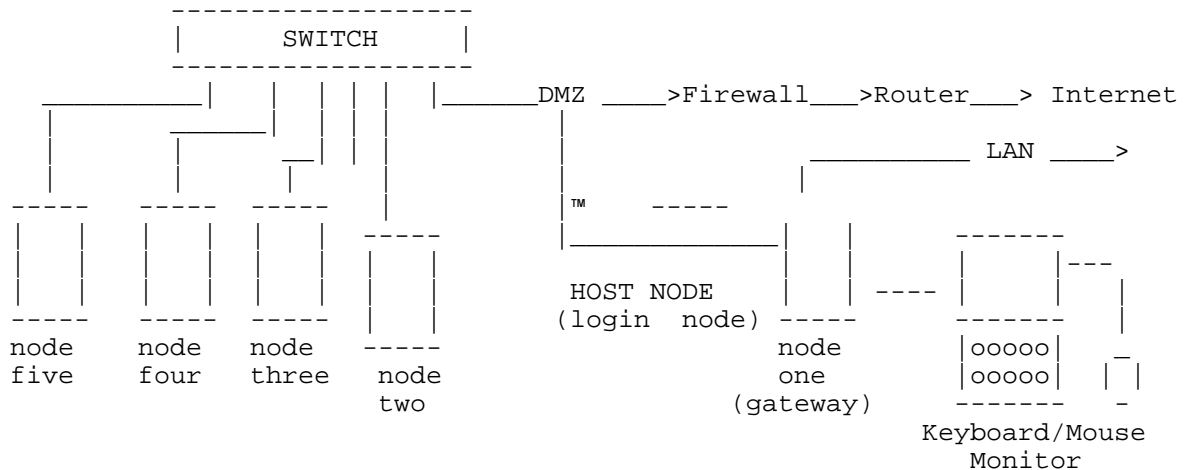 SWITCH
DMZ >Firewall >Router > Internet
LAN >
™
HOST NODE
(login node)
node five
node four
node three
node two
node one (gateway)
|ooooo|
|ooooo|
Keyboard/Mouse
Monitor